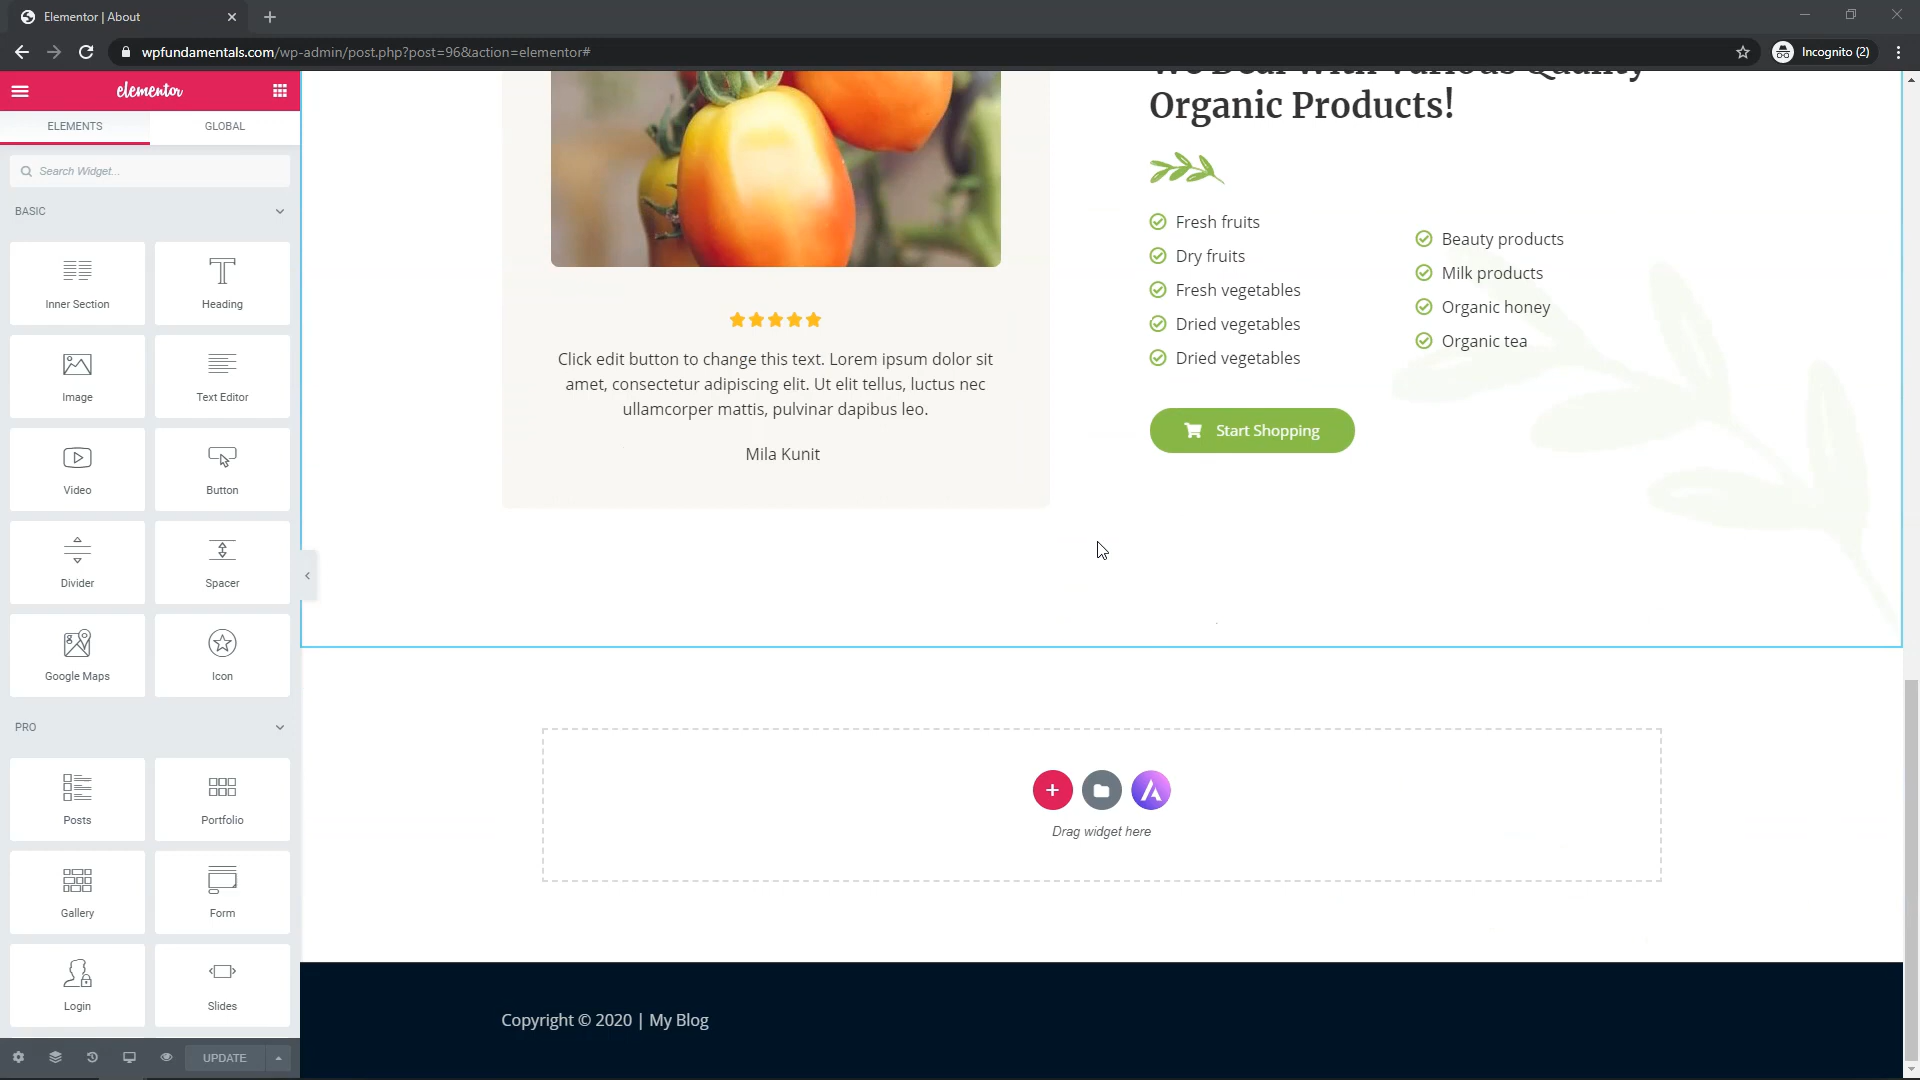 Elementor | About
wpfundamentals.com/wp-admin/post.php?post=96&action=elementor#
Incognito (2)
elementor
ELEMENTS
GLOBAL
Search Widget...
BASIC
Inner Section
Heading
Image
Text Editor
Video
Button
Divider
Spacer
Google Maps
Icon
PRO
Posts
Portfolio
Gallery
Form
Login
Slides
UPDATE
We Deal With Various Quality
Organic Products!
Fresh fruits
Dry fruits
Fresh vegetables
Dried vegetables
Dried vegetables
Beauty products
Milk products
Organic honey
Organic tea
Start Shopping
Click edit button to change this text. Lorem ipsum dolor sit
amet, consectetur adipiscing elit. Ut elit tellus, luctus nec
ullamcorper mattis, pulvinar dapibus leo.
Mila Kunit
Drag widget here
Copyright © 2020 | My Blog